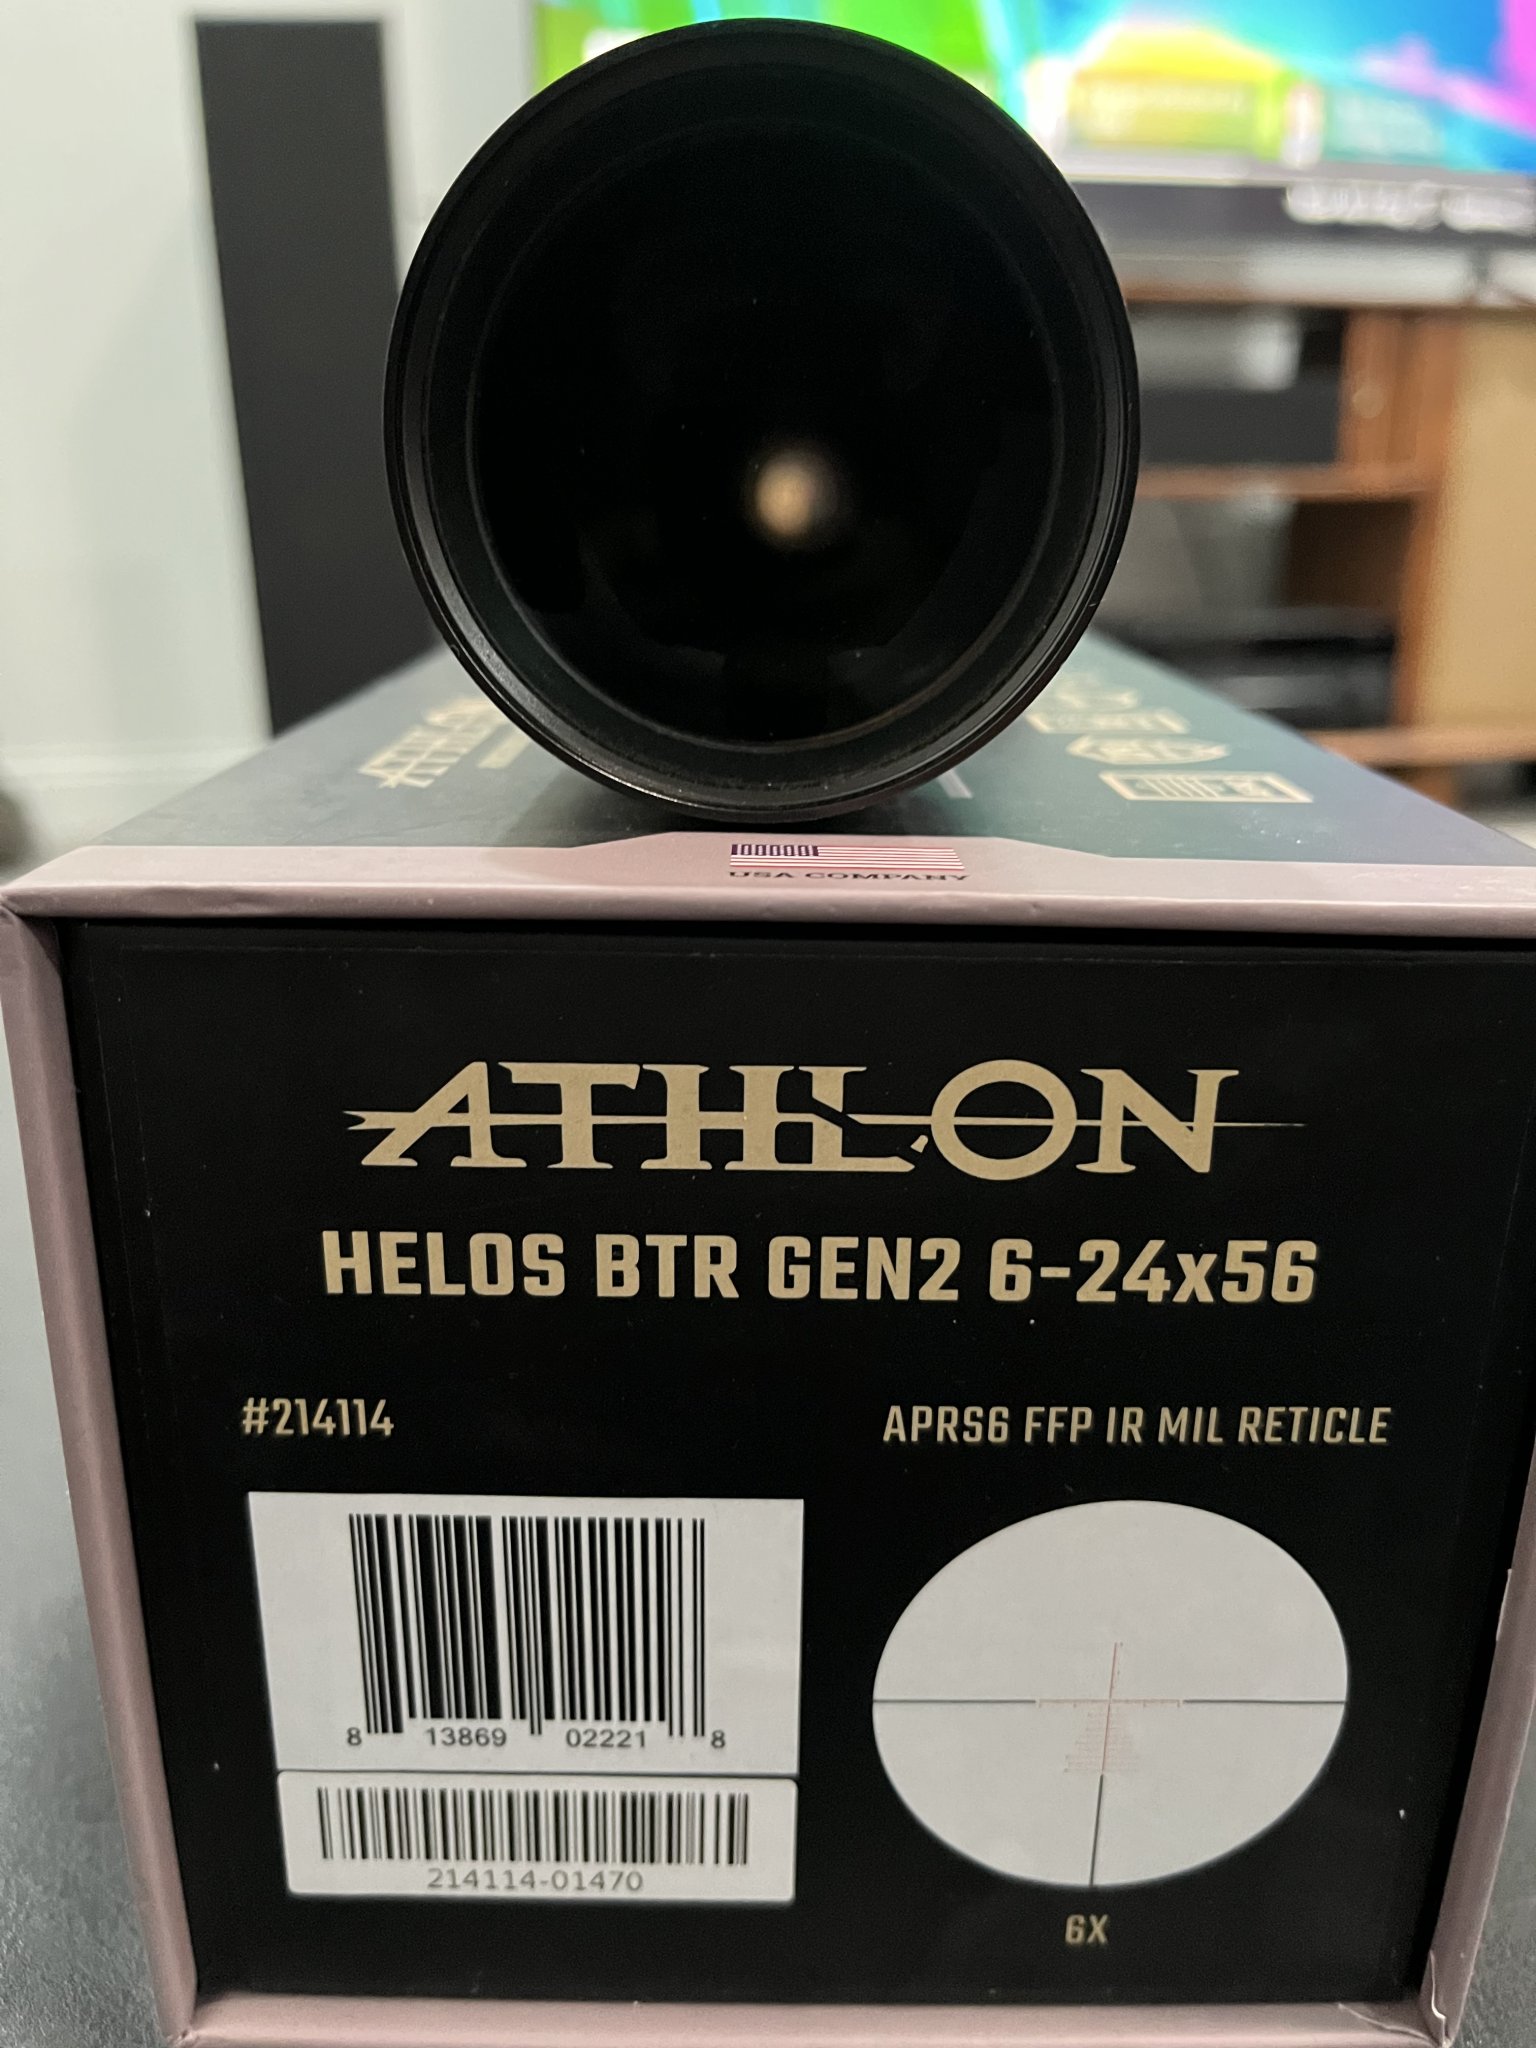 ATHLON
USA COMPANY
ATHLON
HELOS BTR GEN2 6-24x56
#214114
APRS6 FFP IR MIL RETICLE
8 13869 02221 8
214114-01470
6X